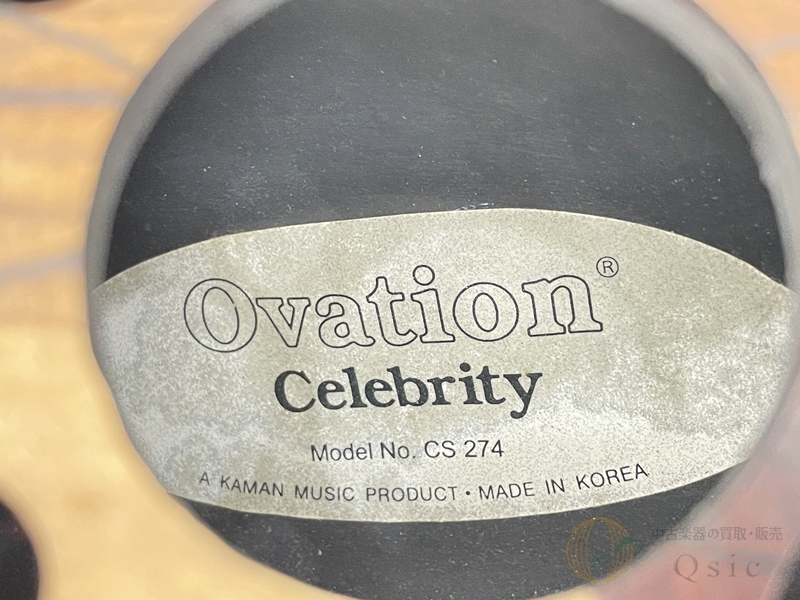 Ovation®
Celebrity
Model No. CS 274
A KAMAN MUSIC PRODUCT • MADE IN KOREA
中古楽器の買取・販売
Qsic